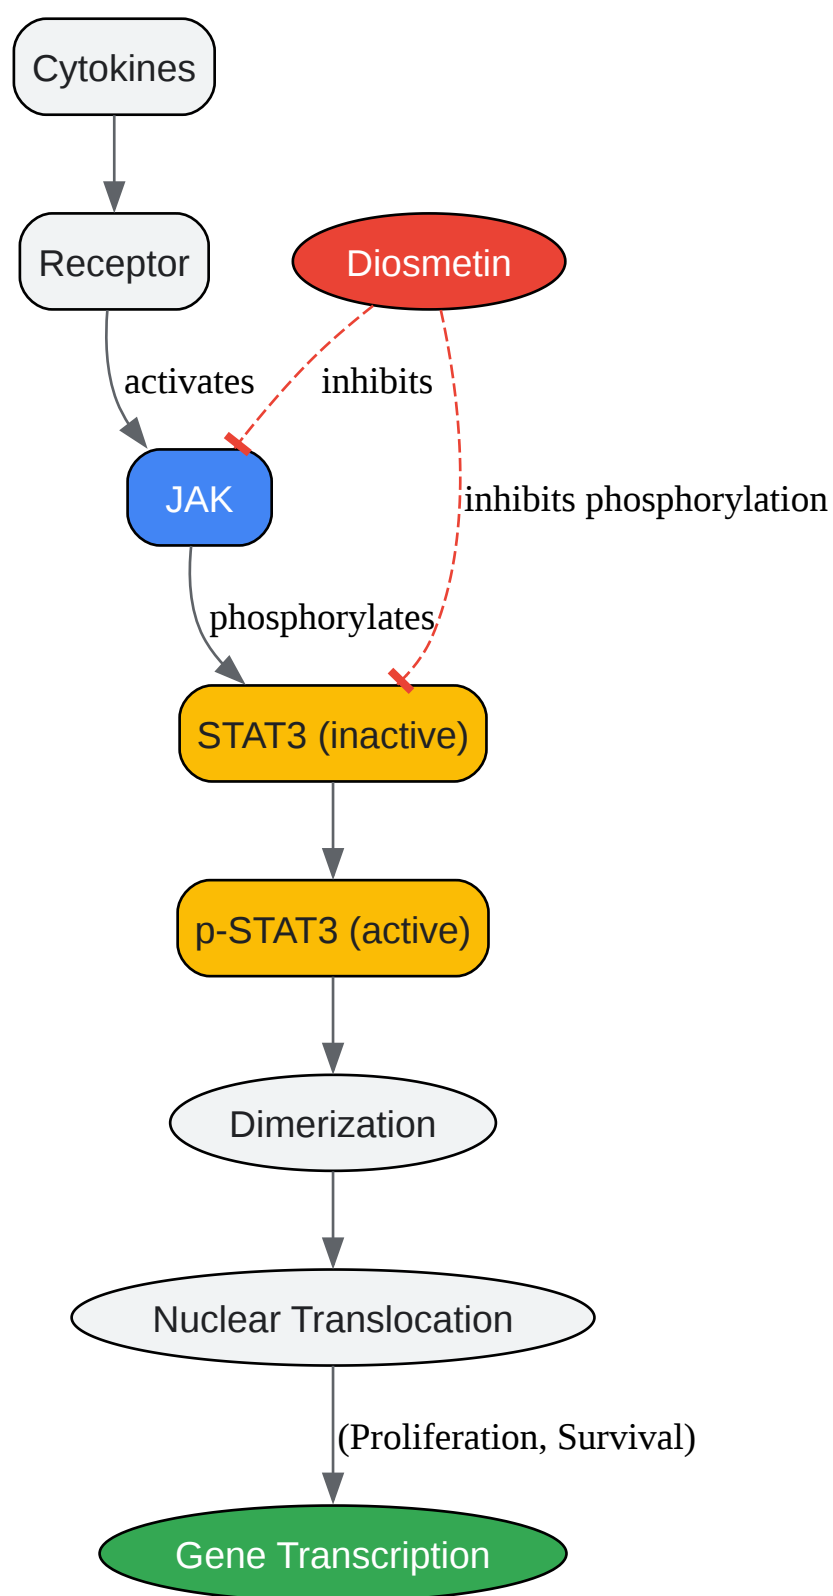 Cytokines
Receptor
Diosmetin
activates
inhibits
JAK
inhibits phosphorylation
phosphorylates
STAT3 (inactive)
p-STAT3 (active)
Dimerization
Nuclear Translocation
(Proliferation, Survival)
Gene Transcription